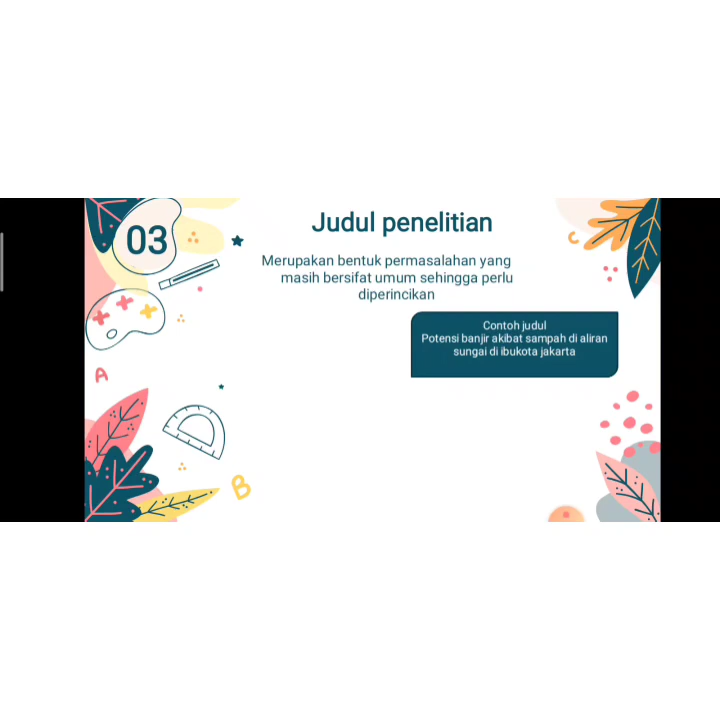 03
Judul penelitian
Merupakan bentuk permasalahan yang
masih bersifat umum sehingga perlu
diperincikan
Contoh judul
Potensi banjir akibat sampah di aliran
sungai di ibukota jakarta
C
A
B